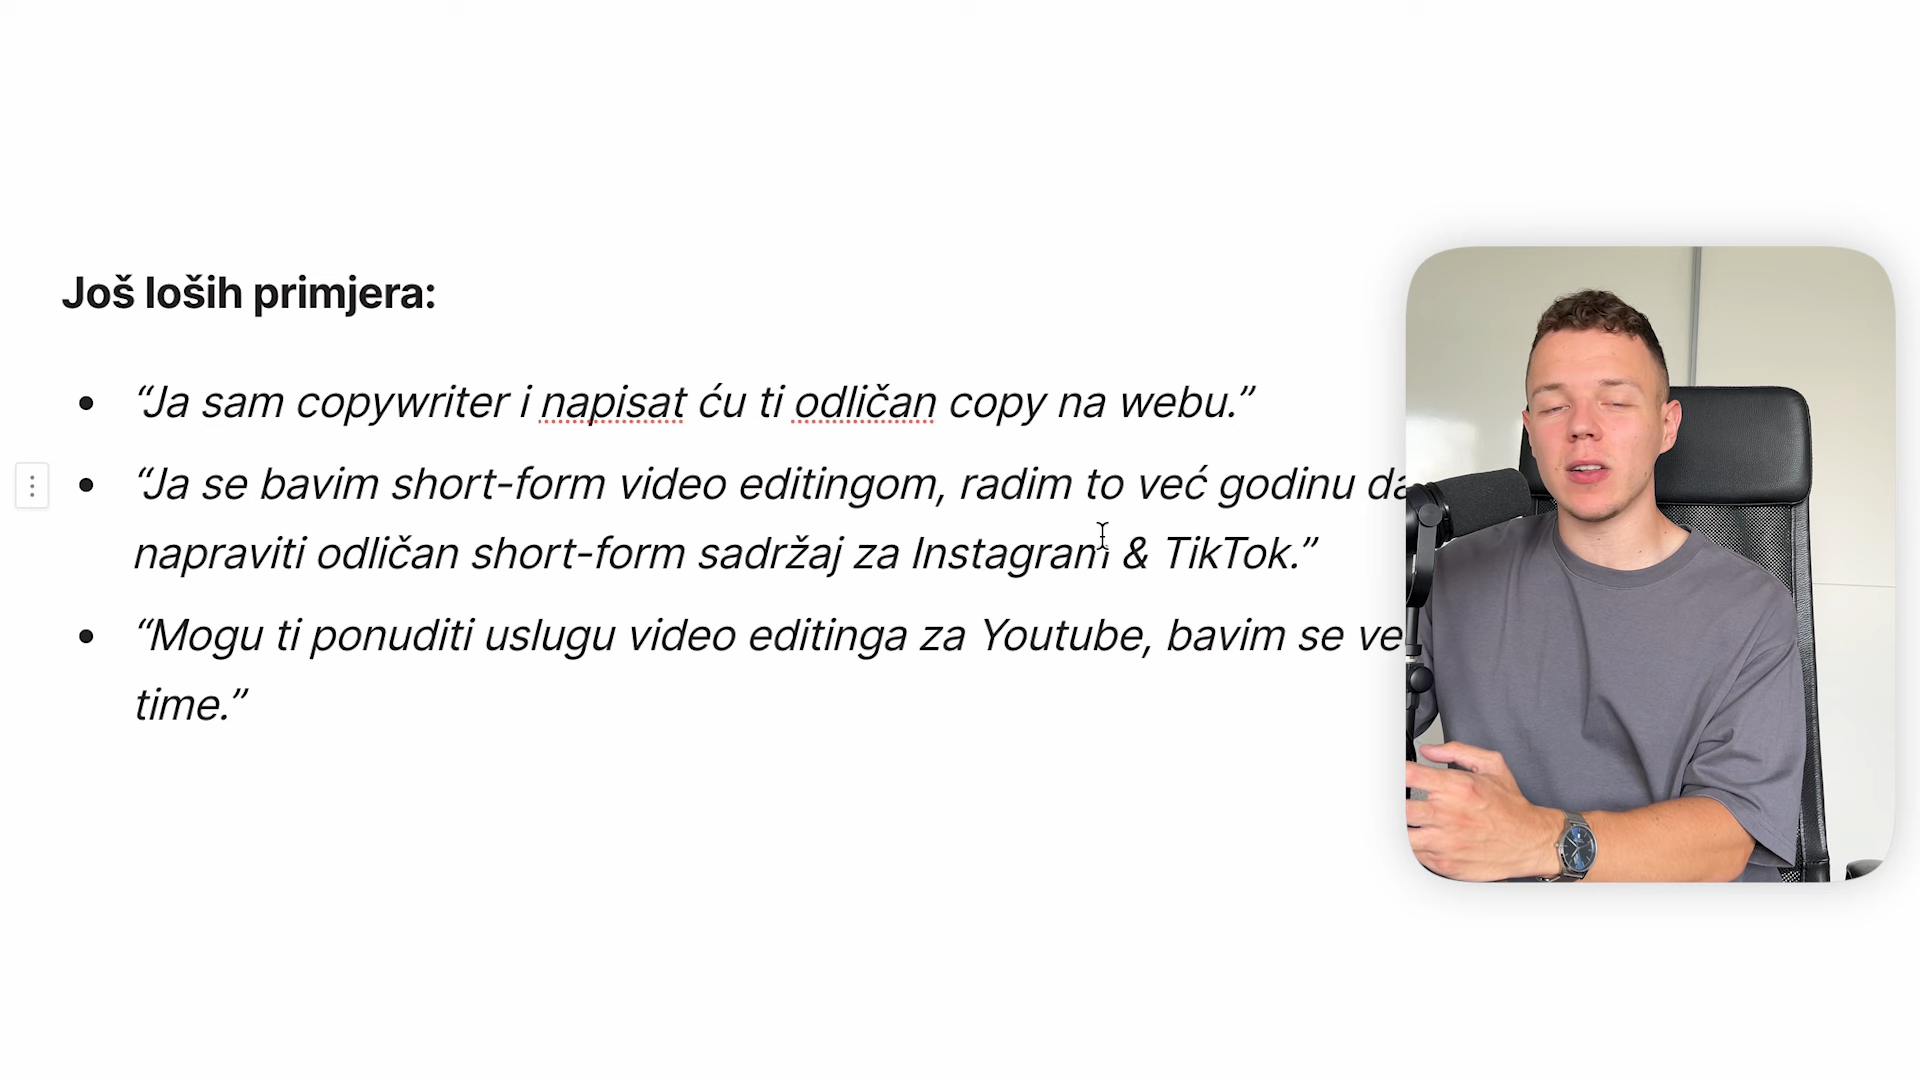 Još loših primjera:
“Ja sam copywriter i napisat ću ti odličan copy na webu.”
“Ja se bavim short-form video editingom, radim to već godinu
napraviti odličan short-form sadržaj za Instagram & TikTok.”
“Mogu ti ponuditi uslugu video editinga za Youtube, bavim se
time.”